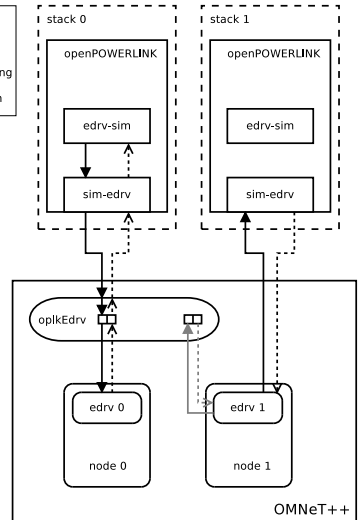 stack 0
stack 1
openPOWERLINK
openPOWERLINK
ng
edrv-sim
edrv-sim
sim-edrv
sim-edrv
oplkEdrv
edrv 0
edrv 1
node 0
node 1
OMNeT++